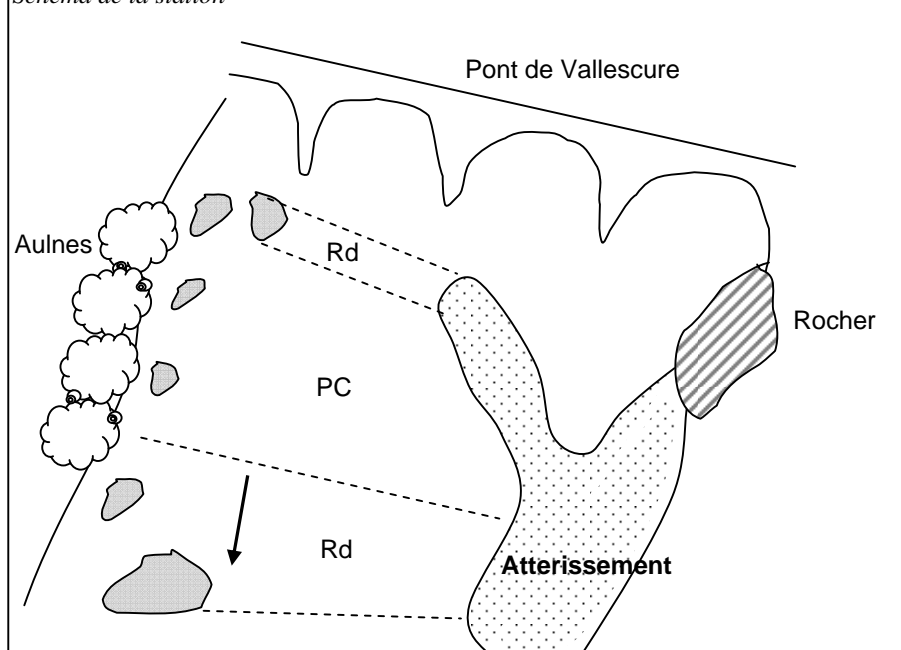 Schéma de la station
Pont de Vallescure
Aulnes
Rd
Rocher
PC
Rd
Atterissement